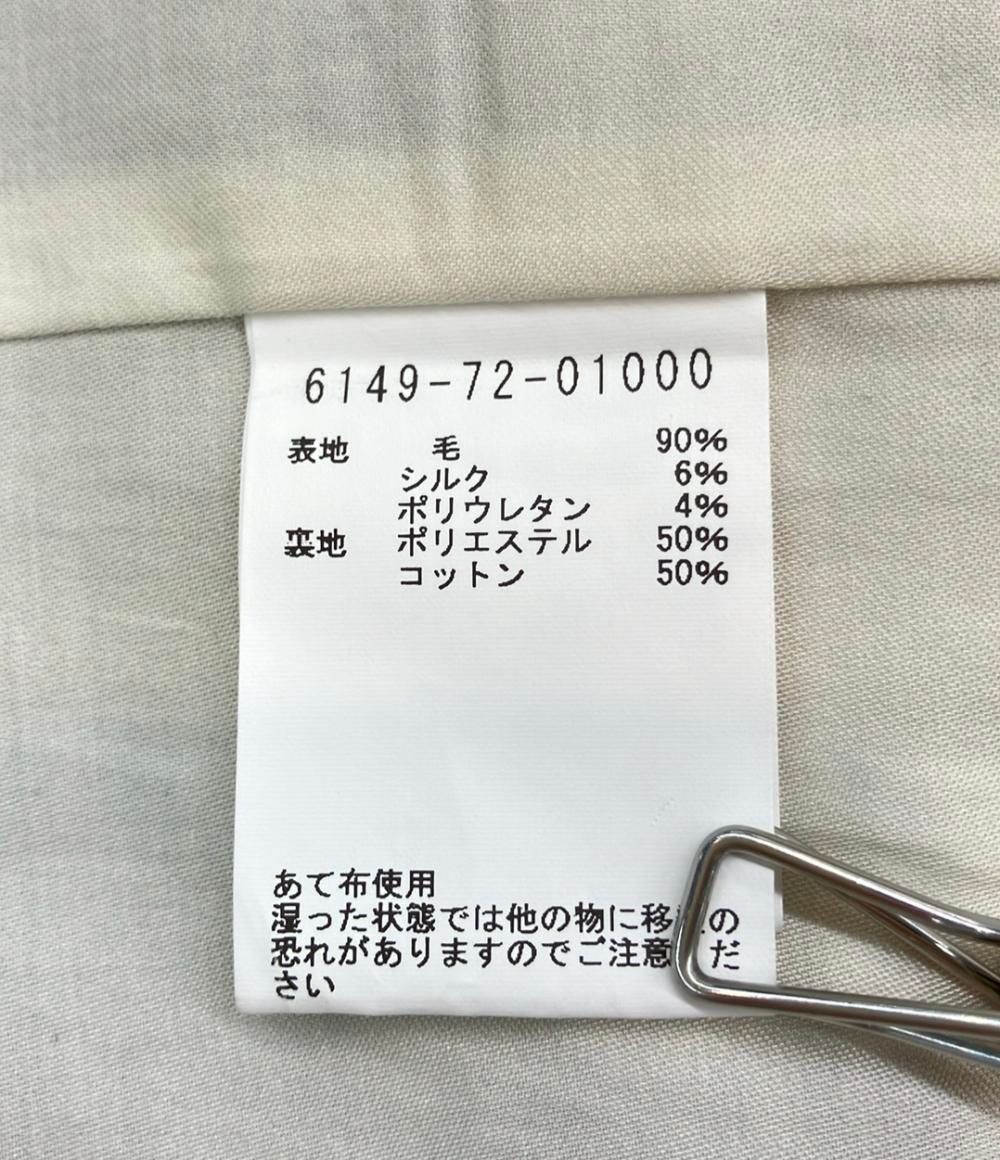 6149-72-01000
表地 毛 90%
シルク 6%
ポリウレタン 4%
裏地 ポリエステル 50%
コットン 50%
あて布使用
湿った状態では他の物に移 の
恐れがありますのでご注意 だ
さい